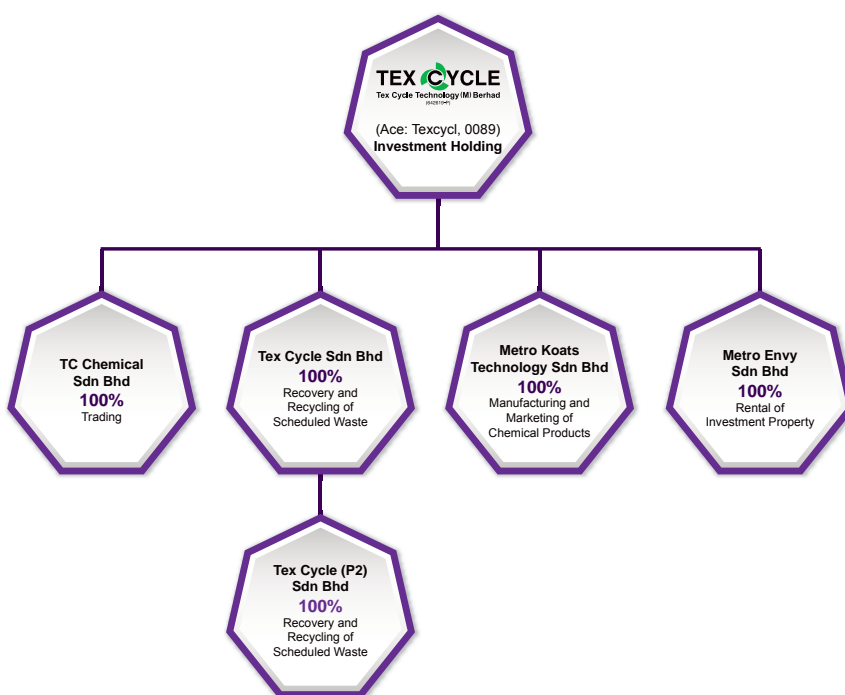 TEX CYCLE
Tex Cycle Technology (M) Berhad
(Ace: Texcycl, 0089)
Investment Holding
TC Chemical
Sdn Bhd
100%
Trading
Tex Cycle Sdn Bhd
100%
Recovery and
Recycling of
Scheduled Waste
Metro Koats
Technology Sdn Bhd
100%
Manufacturing and
Marketing of
Chemical Products
Metro Envy
Sdn Bhd
100%
Rental of
Investment Property
Tex Cycle (P2)
Sdn Bhd
100%
Recovery and
Recycling of
Scheduled Waste